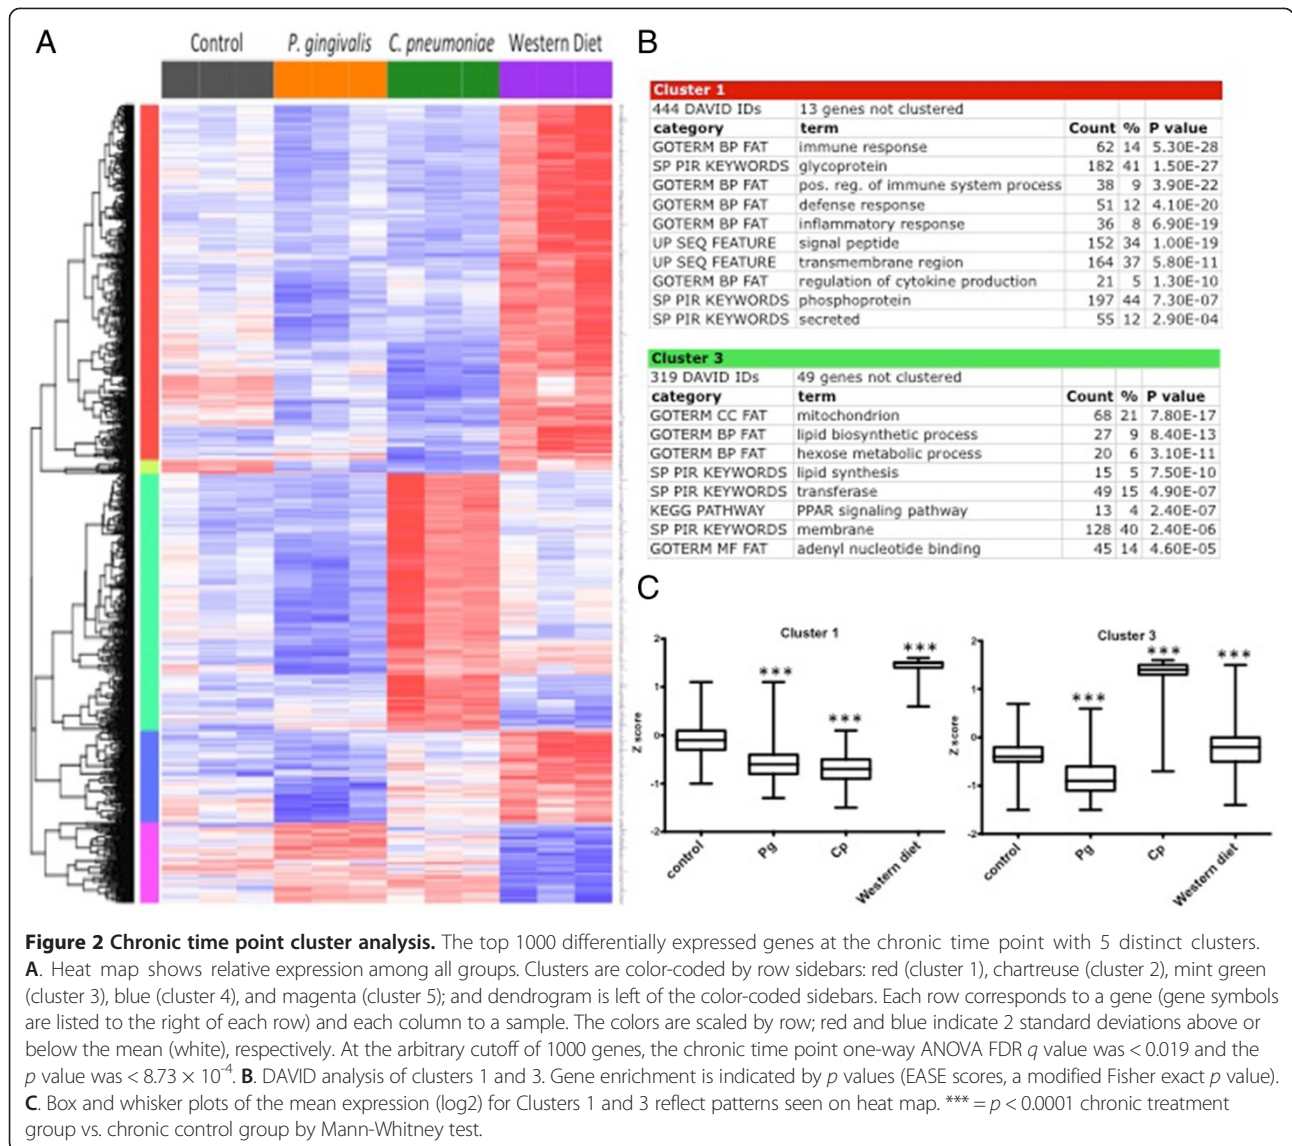 A
Control P. gingivalis C. pneumoniae Western Diet
B
Cluster 1
444 DAVID IDs 13 genes not clustered
category term Count % P value
GOTERM BP FAT immune response 62 14 5.30E-28
SP PIR KEYWORDS glycoprotein 182 41 1.50E-27
GOTERM BP FAT pos. reg. of immune system process 38 9 3.90E-22
GOTERM BP FAT defense response 51 12 4.10E-20
GOTERM BP FAT inflammatory response 36 8 6.90E-19
UP SEQ FEATURE signal peptide 152 34 1.00E-19
UP SEQ FEATURE transmembrane region 164 37 5.80E-11
GOTERM BP FAT regulation of cytokine production 21 5 1.30E-10
SP PIR KEYWORDS phosphoprotein 197 44 7.30E-07
SP PIR KEYWORDS secreted 55 12 2.90E-04
Cluster 3
319 DAVID IDs 49 genes not clustered
category term Count % P value
GOTERM CC FAT mitochondrion 68 21 7.80E-17
GOTERM BP FAT lipid biosynthetic process 27 9 8.40E-13
GOTERM BP FAT hexose metabolic process 20 6 3.10E-11
SP PIR KEYWORDS lipid synthesis 15 5 7.50E-10
SP PIR KEYWORDS transferase 49 15 4.90E-07
KEGG PATHWAY PPAR signaling pathway 13 4 2.40E-07
SP PIR KEYWORDS membrane 128 40 2.40E-06
GOTERM MF FAT adenyl nucleotide binding 45 14 4.60E-05
C
Cluster 1
Z score
2
1
0
-1
-2
*** *** ***
control Pg Cp Western diet
Cluster 3
Z score
2
1
0
-1
-2
*** *** ***
control Pg Cp Western diet
Figure 2 Chronic time point cluster analysis. The top 1000 differentially expressed genes at the chronic time point with 5 distinct clusters.
A. Heat map shows relative expression among all groups. Clusters are color-coded by row sidebars: red (cluster 1), chartreuse (cluster 2), mint green
(cluster 3), blue (cluster 4), and magenta (cluster 5); and dendrogram is left of the color-coded sidebars. Each row corresponds to a gene (gene symbols
are listed to the right of each row) and each column to a sample. The colors are scaled by row; red and blue indicate 2 standard deviations above or
below the mean (white), respectively. At the arbitrary cutoff of 1000 genes, the chronic time point one-way ANOVA FDR q value was < 0.019 and the
p value was < 8.73 × 10⁻⁴. B. DAVID analysis of clusters 1 and 3. Gene enrichment is indicated by p values (EASE scores, a modified Fisher exact p value).
C. Box and whisker plots of the mean expression (log2) for Clusters 1 and 3 reflect patterns seen on heat map. *** = p < 0.0001 chronic treatment
group vs. chronic control group by Mann-Whitney test.